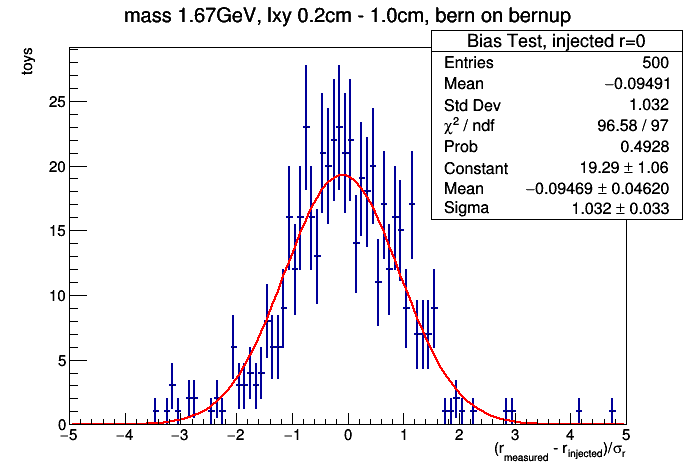 mass 1.67GeV, lxy 0.2cm - 1.0cm, bern on bernup
Bias Test, injected r=0
Entries 500
Mean −0.09491
Std Dev 1.032
χ² / ndf 96.58 / 97
Prob 0.4928
Constant 19.29 ± 1.06
Mean −0.09469 ± 0.04620
Sigma 1.032 ± 0.033
toys
25
20
15
10
5
0
−5 −4 −3 −2 −1 0 1 2 3 4 5
(r_measured - r_injected)/σ_r